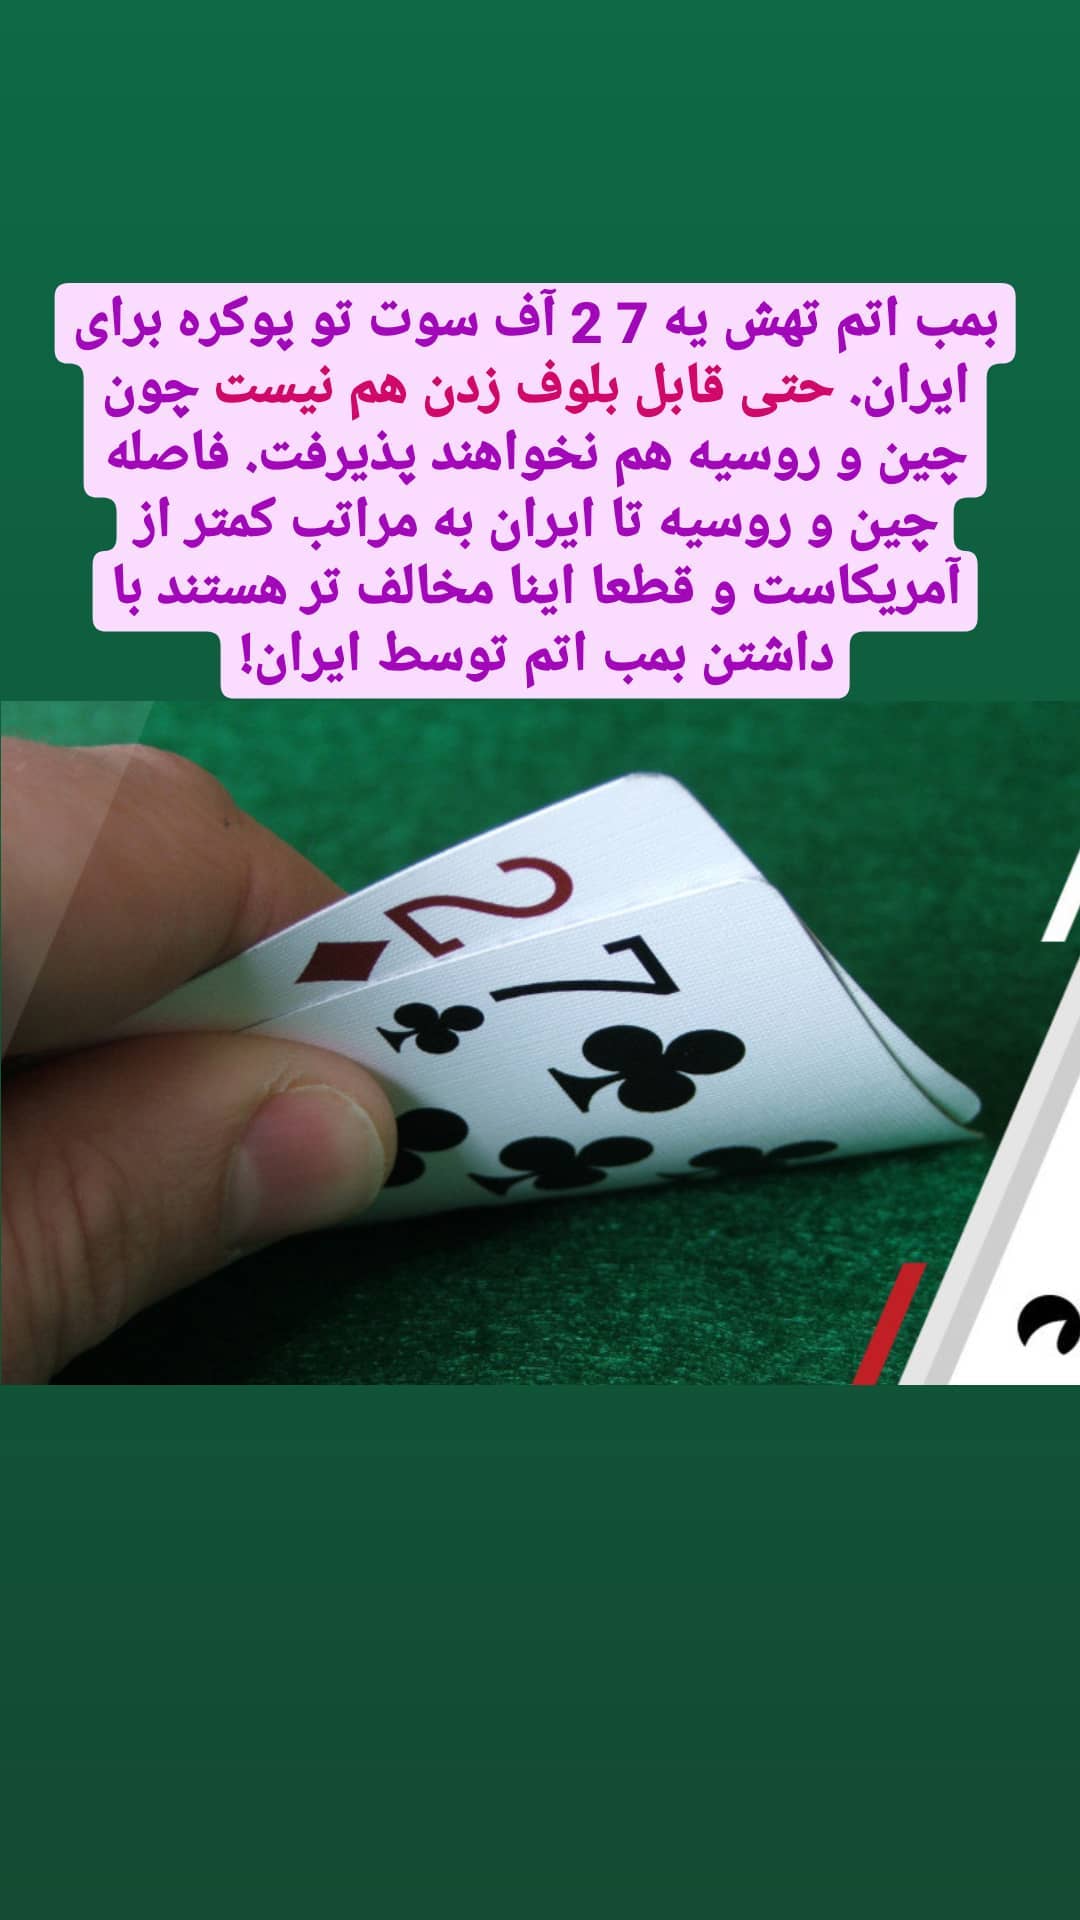 بمب اتم تهش یه 7 2 آف سوت تو پوکره برای
ایران. حتی قابل بلوف زدن هم نیست چون
چین و روسیه هم نخواهند پذیرفت. فاصله
چین و روسیه تا ایران به مراتب کمتر از
آمریکاست و قطعا اینا مخالف تر هستند با
داشتن بمب اتم توسط ایران!
2
7